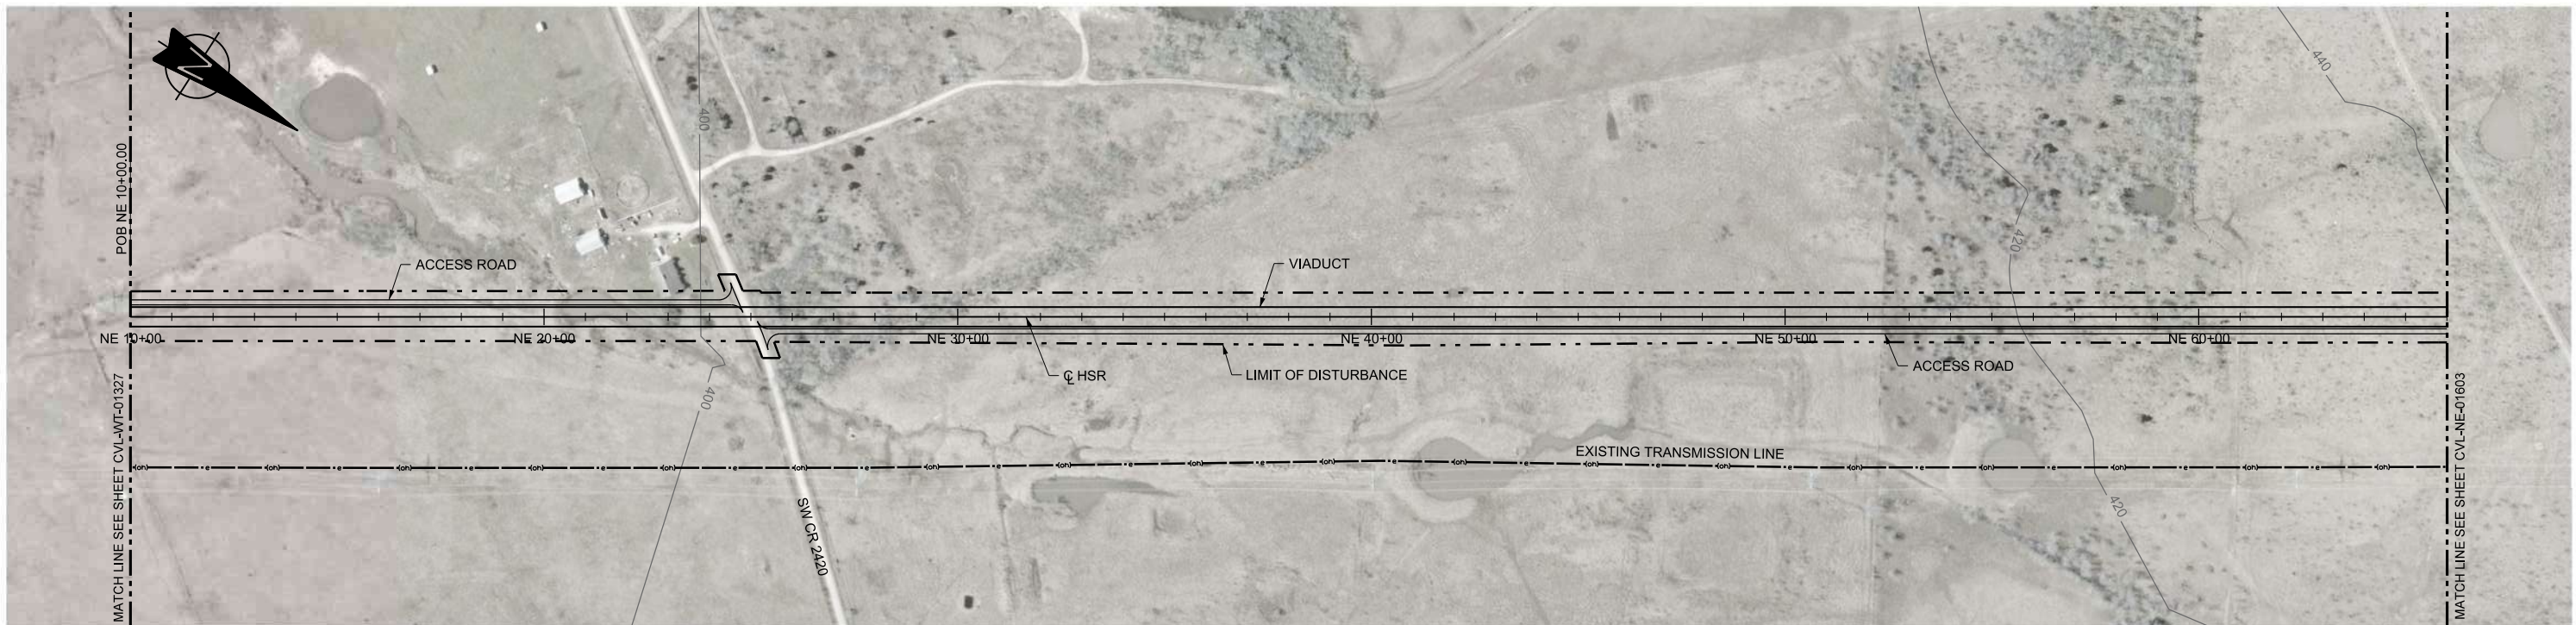 N
440
400
POB NE 10+00.00
420
ACCESS ROAD
VIADUCT
NE 10+00
NE 20+00
NE 30+00
NE 40+00
NE 50+00
NE 60+00
ACCESS ROAD
℄ HSR
LIMIT OF DISTURBANCE
400
MATCH LINE SEE SHEET CVL-WT-01327
MATCH LINE SEE SHEET CVL-NE-01603
EXISTING TRANSMISSION LINE
SW CR 2420
420